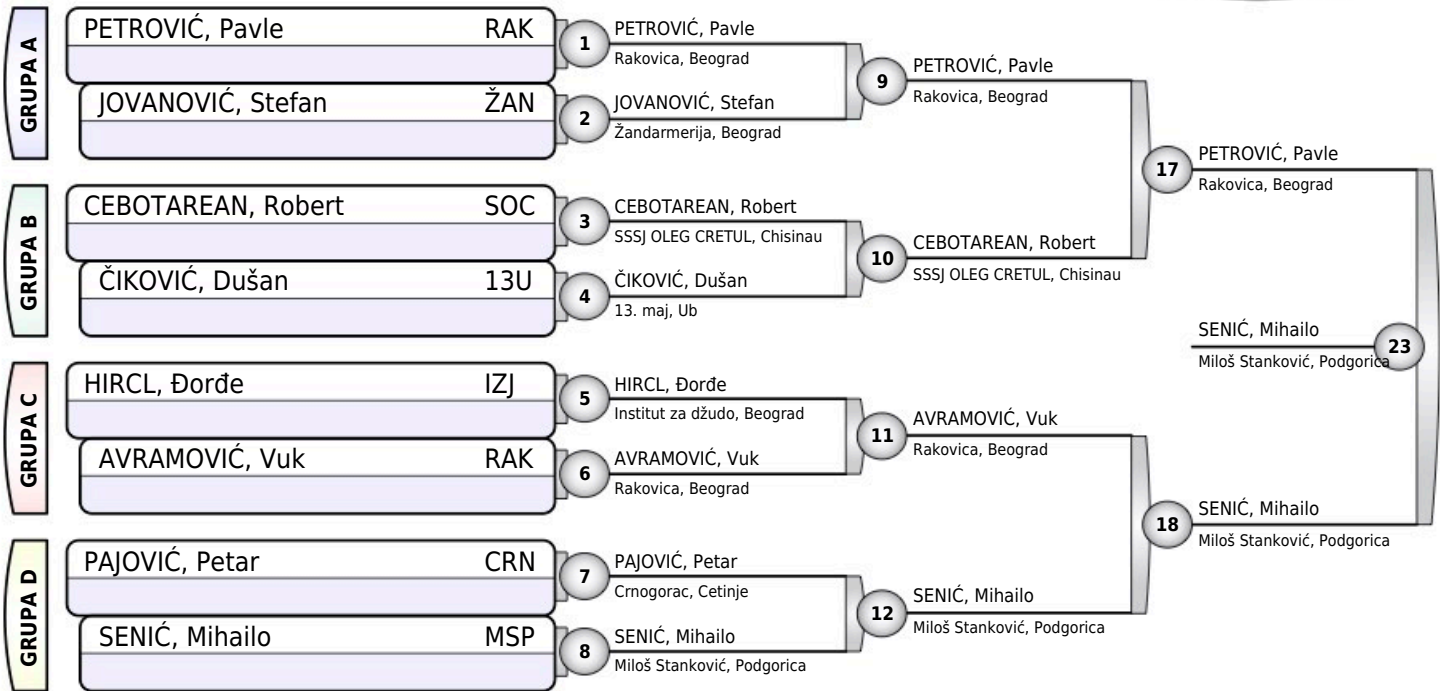 GRUPA A
PETROVIĆ, Pavle RAK
JOVANOVIĆ, Stefan ŽAN
GRUPA B
CEBOTAREAN, Robert SOC
ČIKOVIĆ, Dušan 13U
GRUPA C
HIRCL, Đorđe IZJ
AVRAMOVIĆ, Vuk RAK
GRUPA D
PAJOVIĆ, Petar CRN
SENIĆ, Mihailo MSP
1
PETROVIĆ, Pavle
Rakovica, Beograd
2
JOVANOVIĆ, Stefan
Žandarmerija, Beograd
3
CEBOTAREAN, Robert
SSSJ OLEG CRETUL, Chisinau
4
ČIKOVIĆ, Dušan
13. maj, Ub
5
HIRCL, Đorđe
Institut za džudo, Beograd
6
AVRAMOVIĆ, Vuk
Rakovica, Beograd
7
PAJOVIĆ, Petar
Crnogorac, Cetinje
8
SENIĆ, Mihailo
Miloš Stanković, Podgorica
9
PETROVIĆ, Pavle
Rakovica, Beograd
10
CEBOTAREAN, Robert
SSSJ OLEG CRETUL, Chisinau
11
AVRAMOVIĆ, Vuk
Rakovica, Beograd
12
SENIĆ, Mihailo
Miloš Stanković, Podgorica
17
PETROVIĆ, Pavle
Rakovica, Beograd
18
SENIĆ, Mihailo
Miloš Stanković, Podgorica
SENIĆ, Mihailo
Miloš Stanković, Podgorica
23